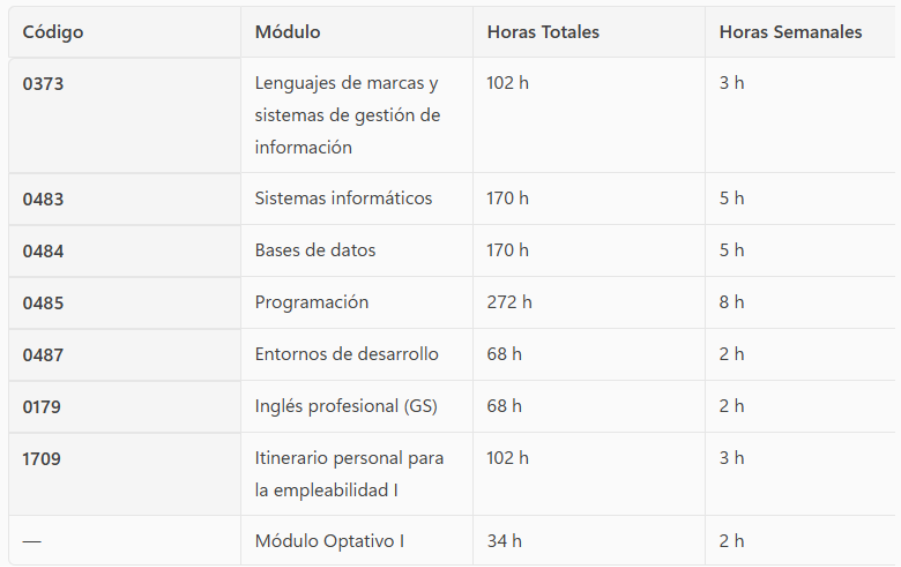 Código Módulo Horas Totales Horas Semanales
0373 Lenguajes de marcas y 102 h 3 h
sistemas de gestión de
información
0483 Sistemas informáticos 170 h 5 h
0484 Bases de datos 170 h 5 h
0485 Programación 272 h 8 h
0487 Entornos de desarrollo 68 h 2 h
0179 Inglés profesional (GS) 68 h 2 h
1709 Itinerario personal para 102 h 3 h
la empleabilidad I
— Módulo Optativo I 34 h 2 h